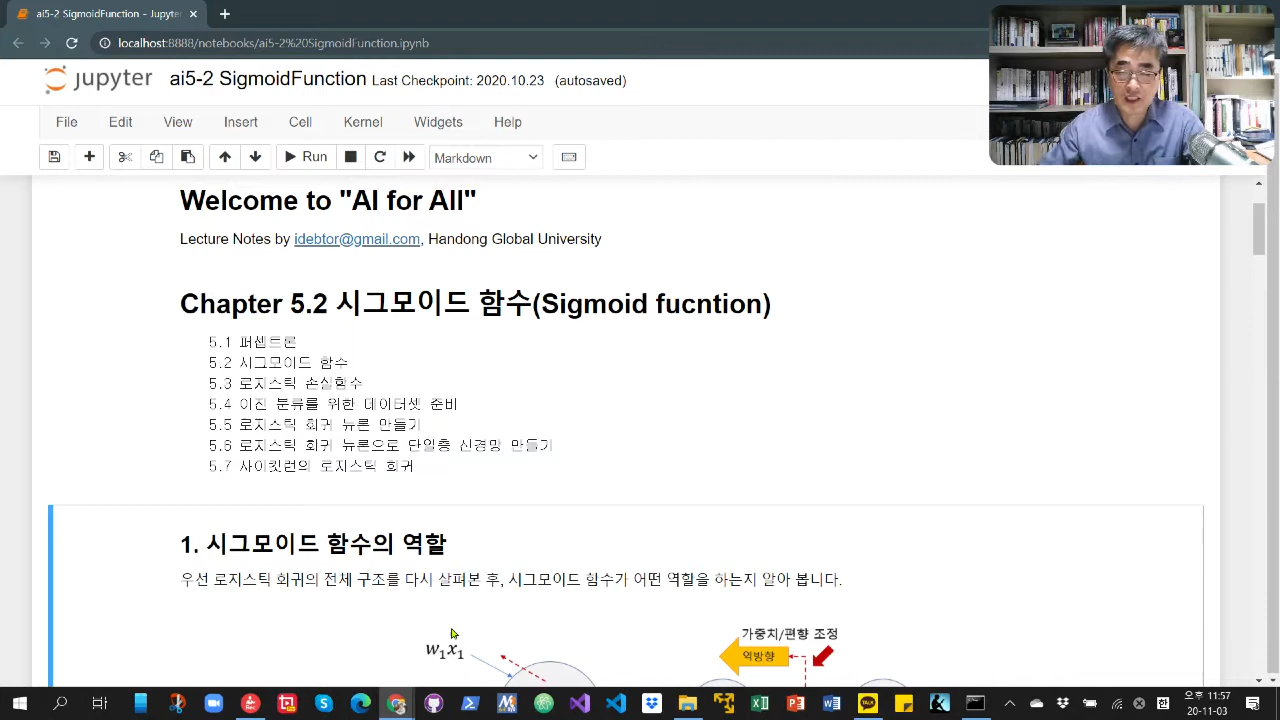 ai5-2 SigmoidFunction - Jupyter
localhost:8888/notebooks/ai5-2%20SigmoidFunction.ipynb
jupyter ai5-2 SigmoidFunction Last Checkpoint: 2020.10.23 (autosaved)
File Edit View Insert Cell Kernel Widgets Help
Run Markdown
Welcome to "AI for All"
Lecture Notes by idebtor@gmail.com, Handong Global University
Chapter 5.2 시그모이드 함수(Sigmoid fucntion)
5.1 퍼셉트론
5.2 시그모이드 함수
5.3 로지스틱 손실함수
5.4 이진 분류를 위한 데이터셋 준비
5.5 로지스틱 회귀 뉴론 만들기
5.6 로지스틱 회귀 뉴론으로 단일층 신경망 만들기
5.7 사이킷런의 로지스틱 회귀
1. 시그모이드 함수의 역할
우선 로지스틱 회귀의 전체 구조를 다시 살펴본 후, 시그모이드 함수가 어떤 역할을 하는지 알아 봅니다.
가중치/편향 조정
w₁x₁
역방향
오후 11:57
20-11-03